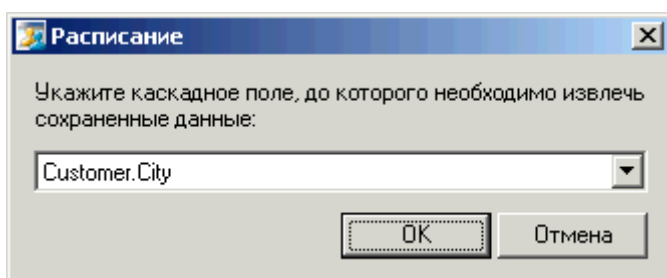 Расписание
Укажите каскадное поле, до которого необходимо извлечь
сохраненные данные:
Customer.City
OK
Отмена